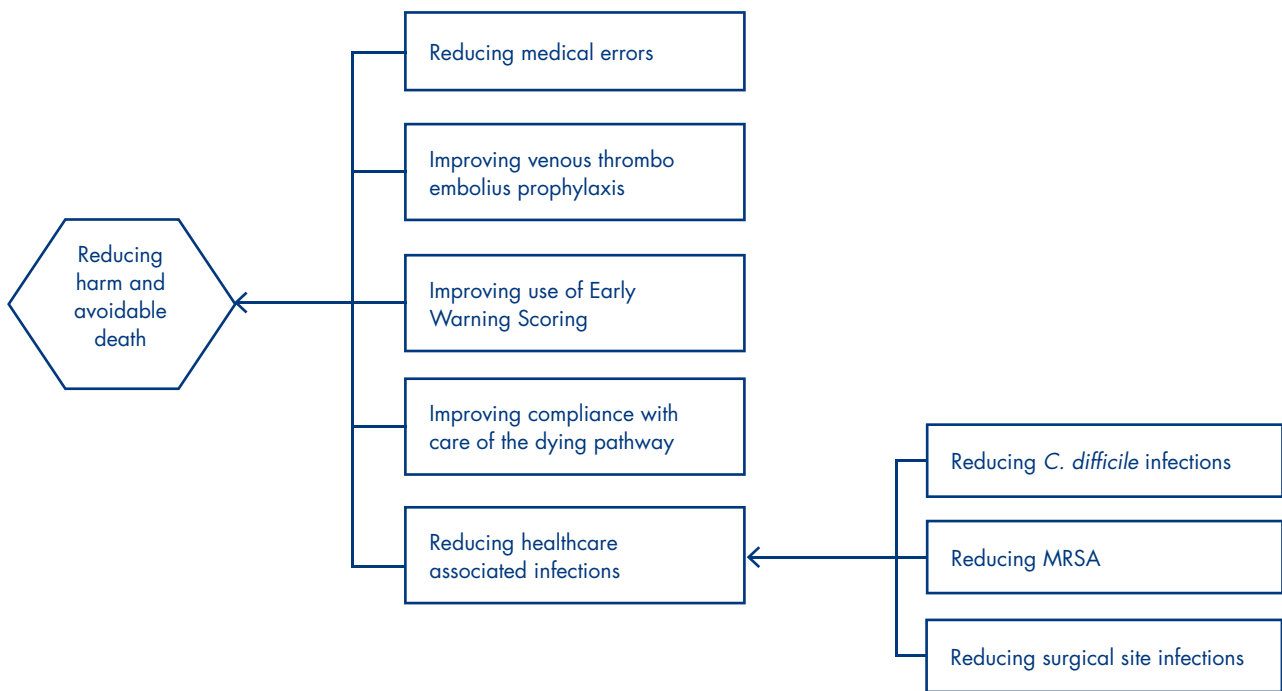 Reducing medical errors
Improving venous thrombo
embolius prophylaxis
Reducing
harm and
avoidable
death
Improving use of Early
Warning Scoring
Improving compliance with
care of the dying pathway
Reducing healthcare
associated infections
Reducing C. difficile infections
Reducing MRSA
Reducing surgical site infections